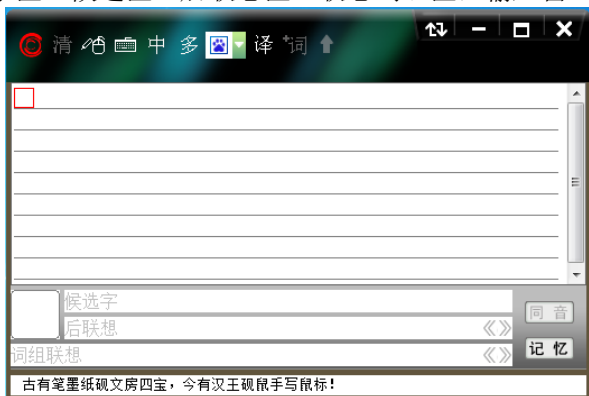 清 中 多 译 词
候选字
后联想
同音
词组联想
记忆
古有笔墨纸砚文房四宝，今有汉王砚鼠手写鼠标！